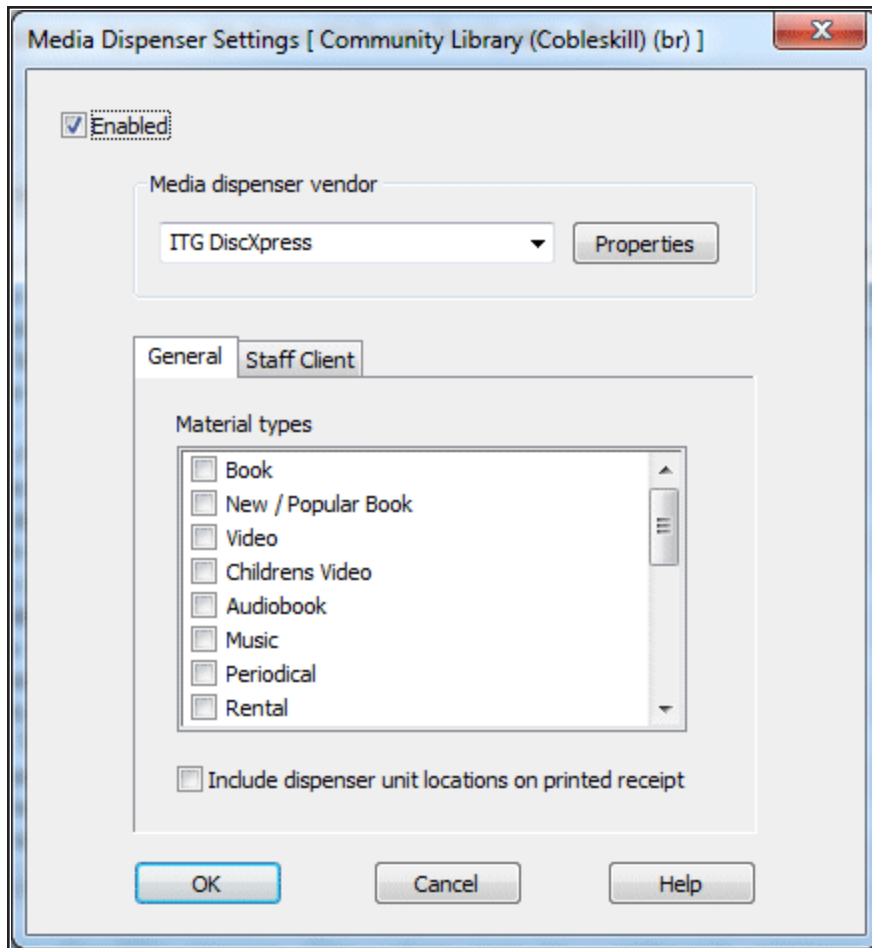 Media Dispenser Settings [ Community Library (Cobleskill) (br) ]
Enabled
Media dispenser vendor
ITG DiscXpress
Properties
General
Staff Client
Material types
Book
New / Popular Book
Video
Childrens Video
Audiobook
Music
Periodical
Rental
Include dispenser unit locations on printed receipt
OK
Cancel
Help